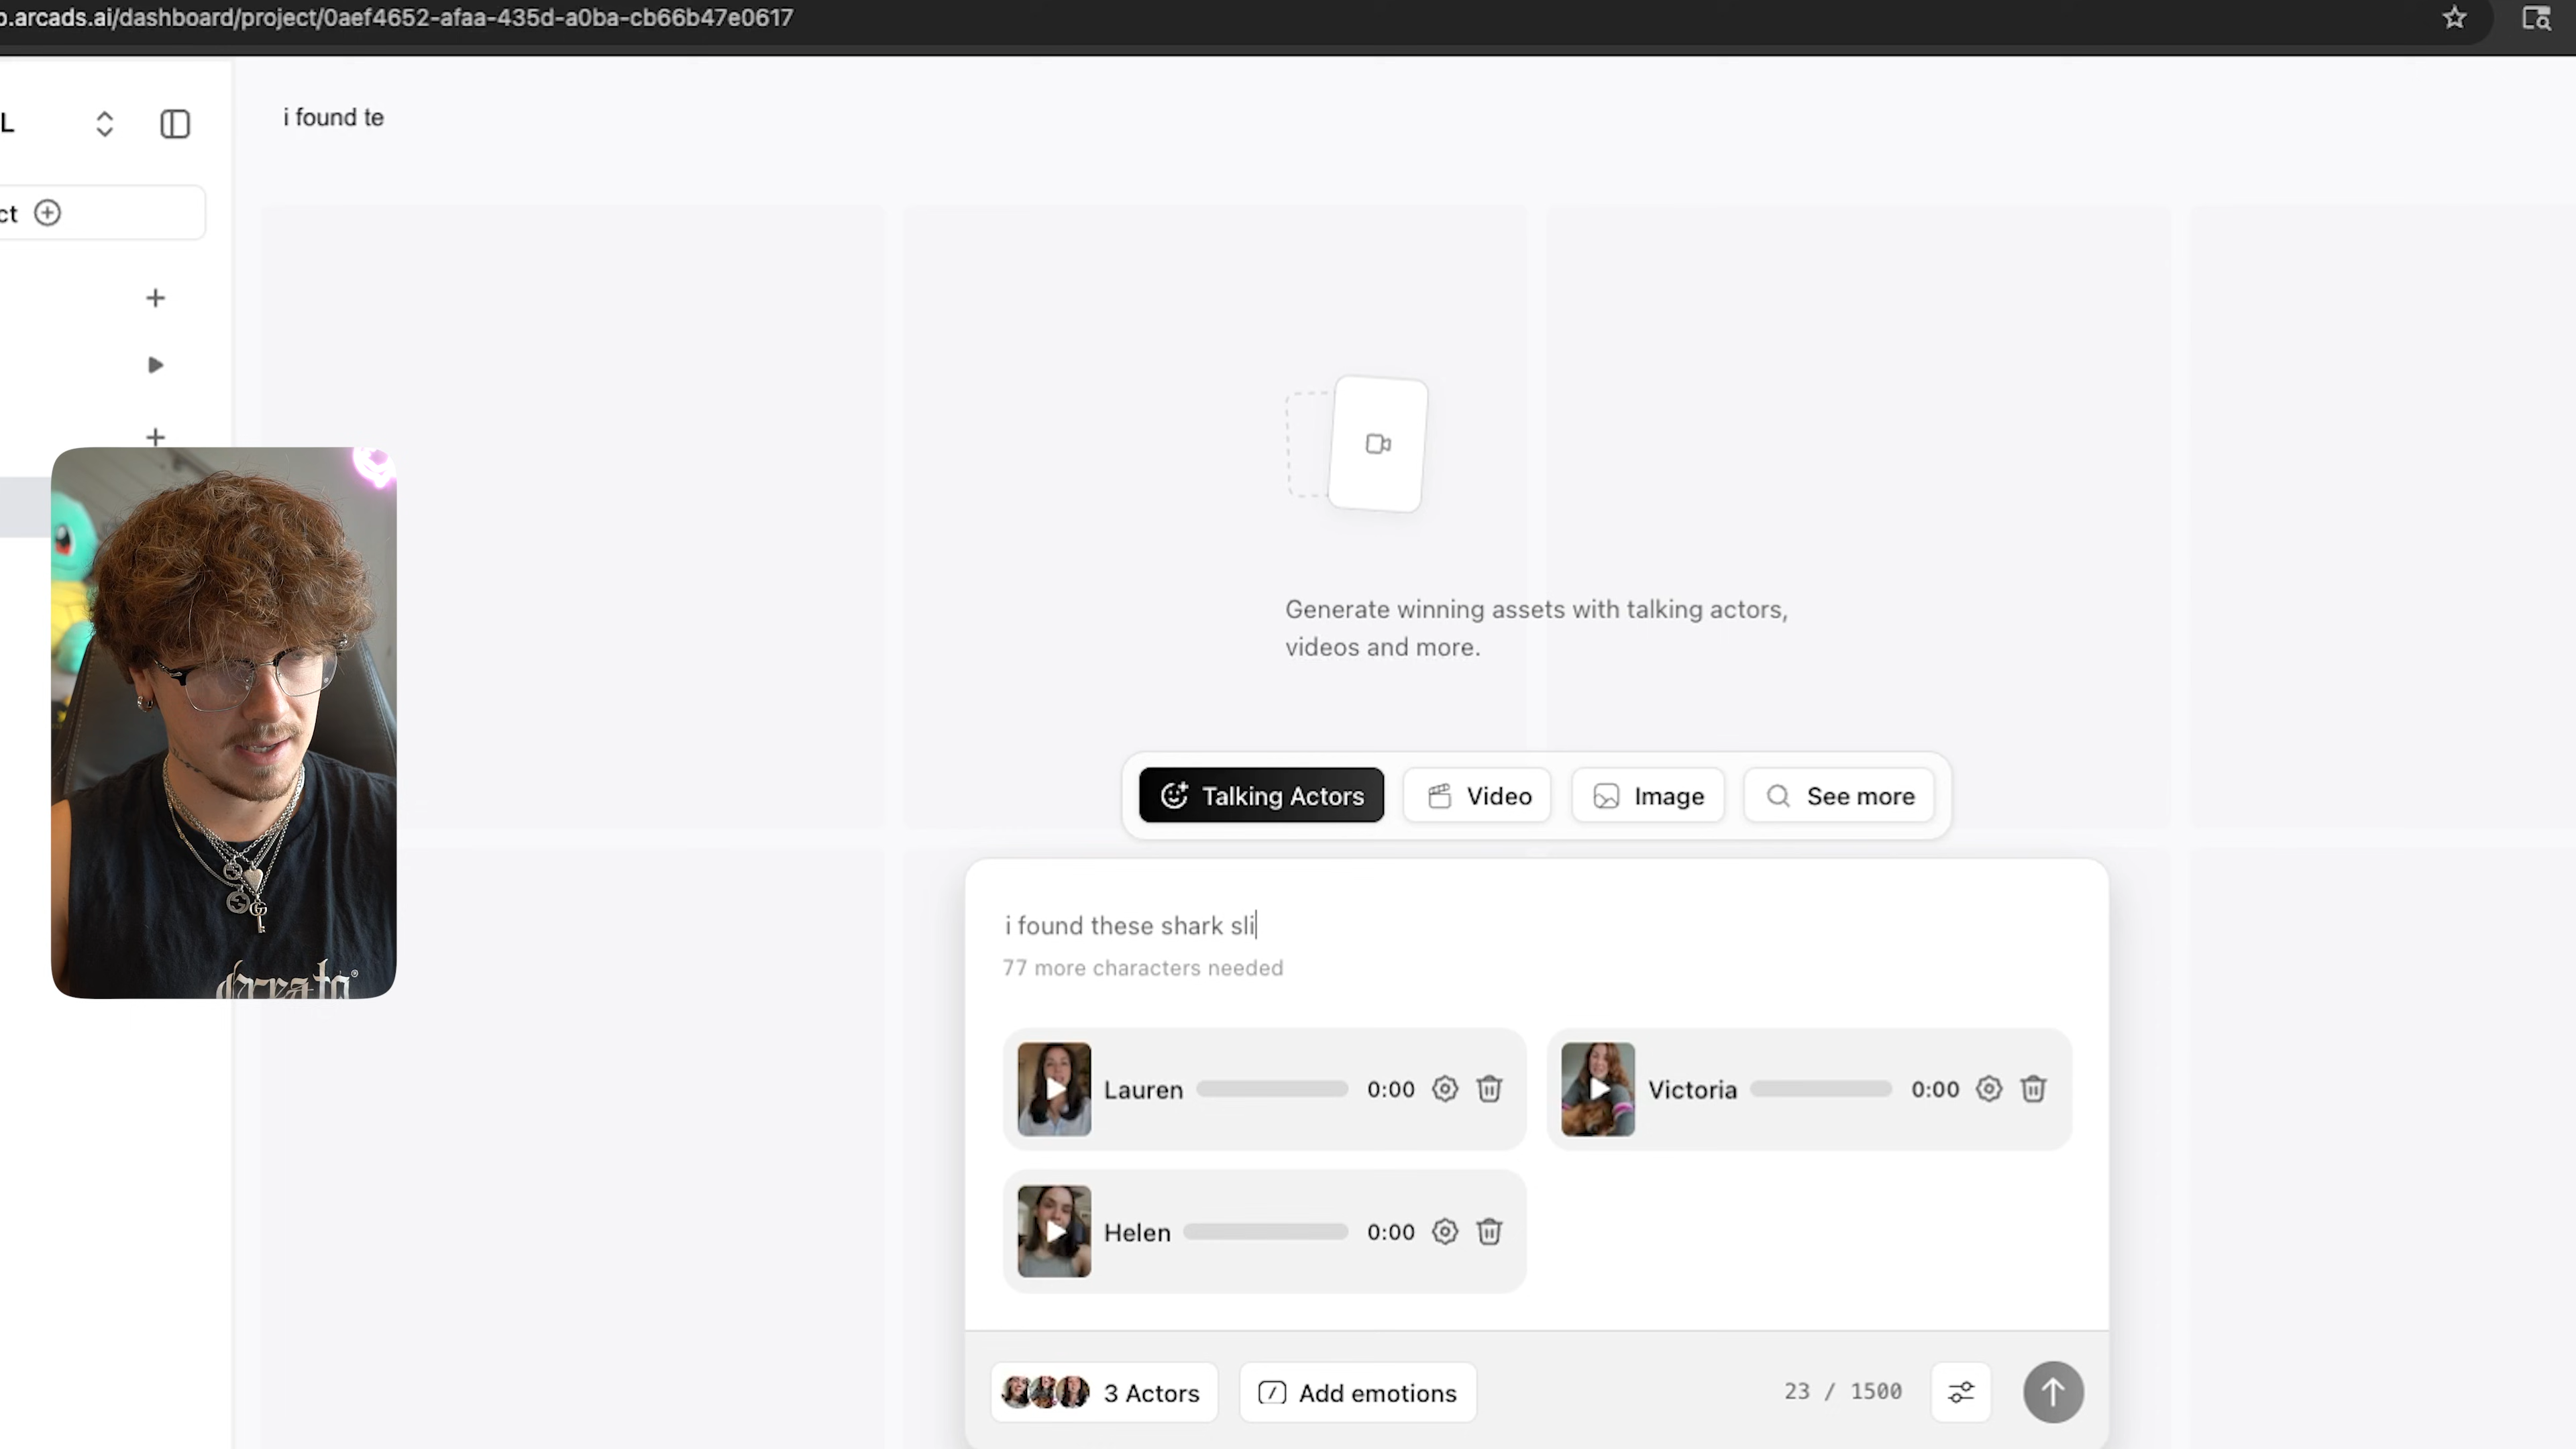 o.arcads.ai/dashboard/project/0aef4652-afaa-435d-a0ba-cb66b47e0617
L
i found te
ct
Generate winning assets with talking actors,
videos and more.
Talking Actors
Video
Image
See more
i found these shark sli
77 more characters needed
Lauren
0:00
Victoria
0:00
Helen
0:00
3 Actors
Add emotions
23 / 1500